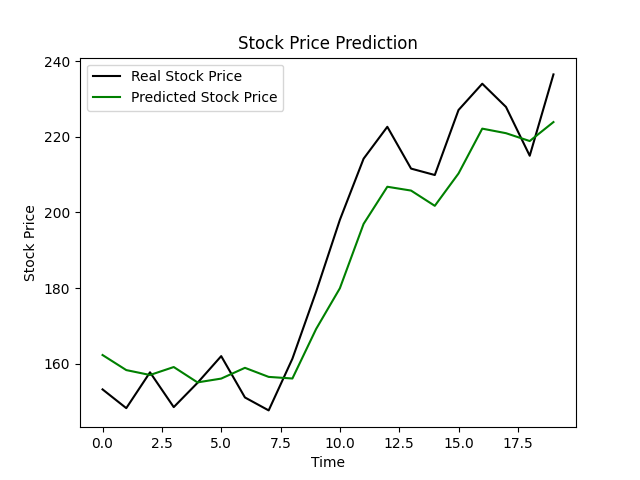 Stock Price Prediction
Real Stock Price
Predicted Stock Price
Stock Price
240
220
200
180
160
0.0 2.5 5.0 7.5 10.0 12.5 15.0 17.5
Time